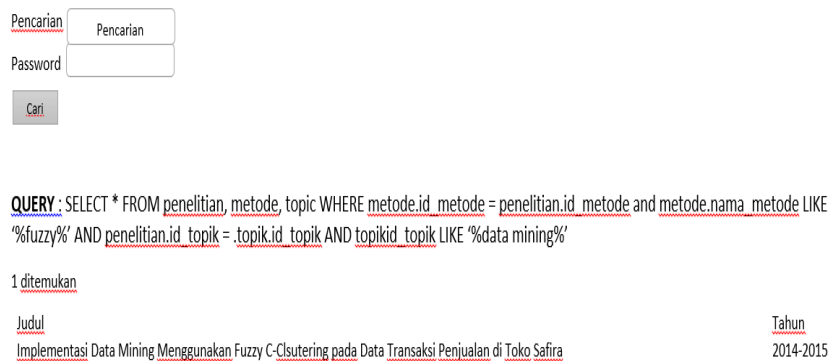 Pencarian Pencarian
Password
Cari
QUERY : SELECT * FROM penelitian, metode, topic WHERE metode.id_metode = penelitian.id_metode and metode.nama_metode LIKE
'%fuzzy%' AND penelitian.id_topik = .topik.id_topik AND topikid_topik LIKE '%data mining%'
1 ditemukan
Judul Tahun
Implementasi Data Mining Menggunakan Fuzzy C-Clsutering pada Data Transaksi Penjualan di Toko Safira 2014-2015